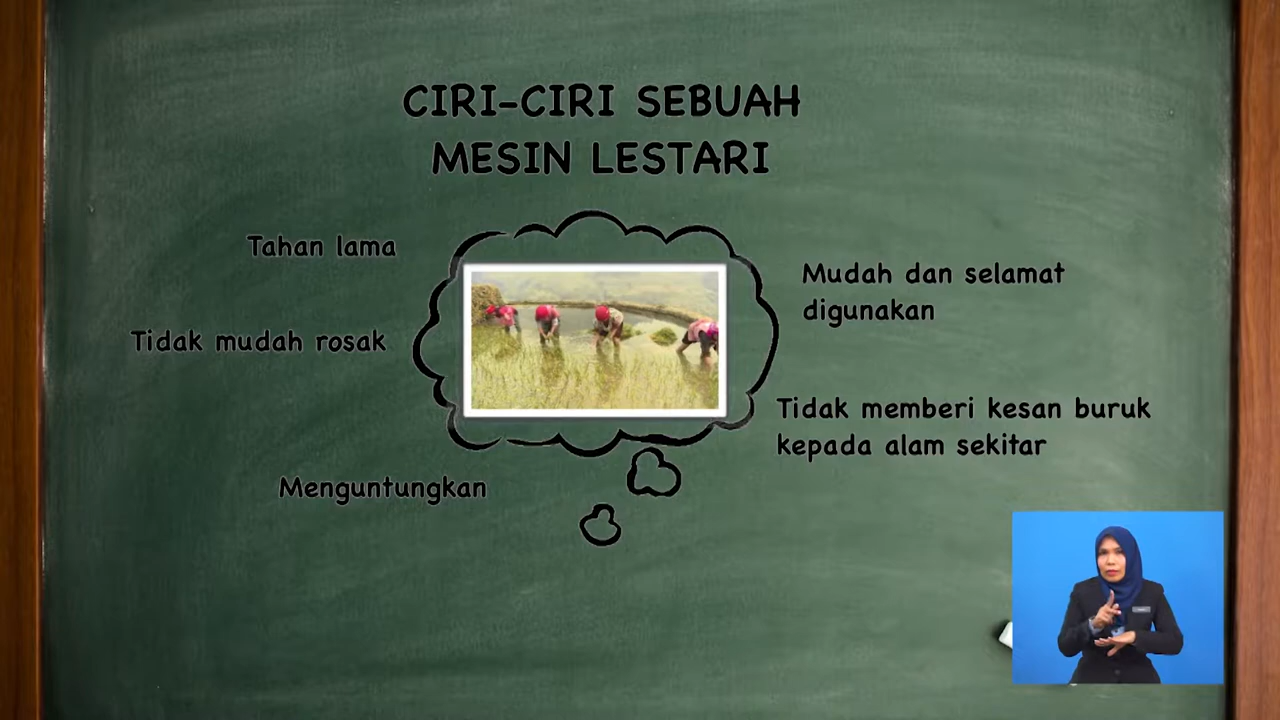 CIRI-CIRI SEBUAH
MESIN LESTARI
Tahan lama
Tidak mudah rosak
Menguntungkan
Mudah dan selamat
digunakan
Tidak memberi kesan buruk
kepada alam sekitar